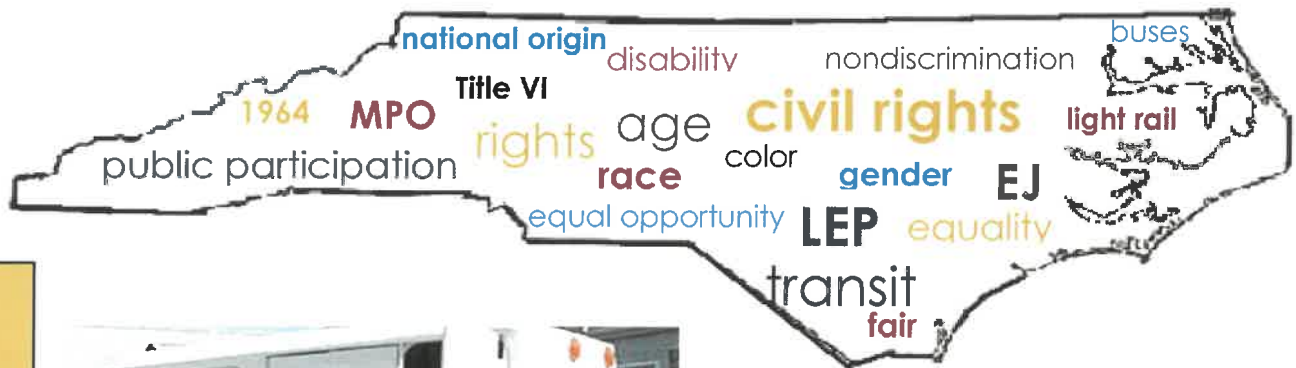 national origin
buses
disability
nondiscrimination
Title VI
1964
MPO
civil rights
light rail
rights
age
color
public participation
race
gender
EJ
equal opportunity
LEP
equality
transit
fair